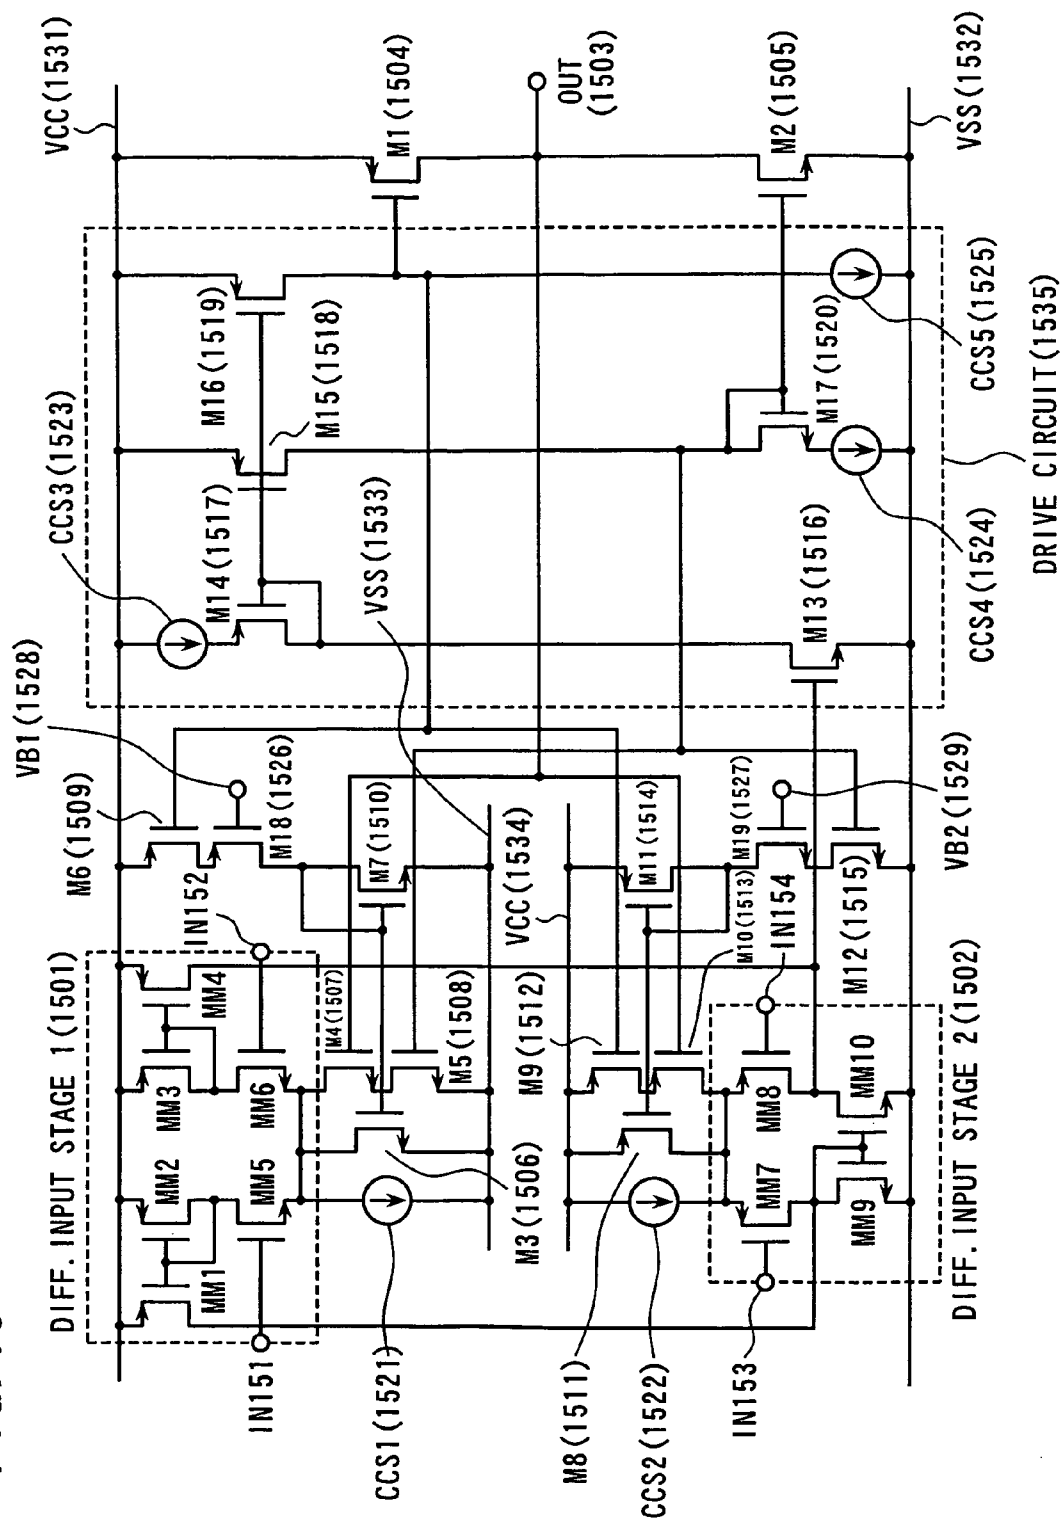 VCC(1531)
M1(1504)
OUT
(1503)
M2(1505)
VSS(1532)
CCS3(1523)
M16(1519)
M14(1517)
M15(1518)
M17(1520)
CCS5(1525)
M13(1516)
CCS4(1524)
DRIVE CIRCUIT(1535)
VSS(1533)
VB1(1528)
M6(1509)
M18(1526)
M7(1510)
IN152
VCC(1534)
M11(1514)
M19(1527)
M10(1513)
IN154
M12(1515)
VB2(1529)
DIFF.INPUT STAGE 1(1501)
MM4
MM3
MM6
M4(1507)
M5(1508)
MM2
MM5
MM1
M3(1506)
IN151
CCS1(1521)
M9(1512)
MM8
MM10
MM7
MM9
DIFF.INPUT STAGE 2(1502)
M8(1511)
CCS2(1522)
IN153